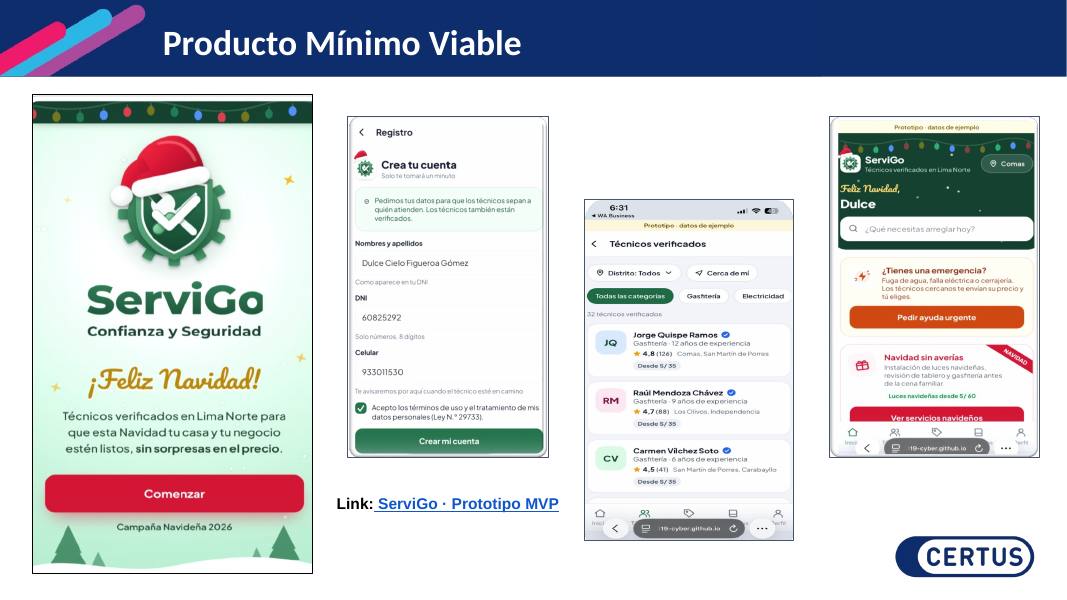 Producto Mínimo Viable
ServiGo
Confianza y Seguridad
¡Feliz Navidad!
Técnicos verificados en Lima Norte para
que esta Navidad tu casa y tu negocio
estén listos, sin sorpresas en el precio.
Comenzar
Campaña Navideña 2026
Registro
Crea tu cuenta
Solo te tomará un minuto
Pedimos tus datos para que los técnicos sepan a
quién atienden. Los técnicos también están
verificados.
Nombres y apellidos
Dulce Cielo Figueroa Gómez
Como aparece en tu DNI
DNI
60825292
Solo números, 8 dígitos
Celular
933011530
Te avisaremos por aquí cuando el técnico esté en camino
Acepto los términos de uso y el tratamiento de mis
datos personales (Ley N.° 29733).
Crear mi cuenta
Link: ServiGo · Prototipo MVP
6:31
◀ WA Business
Prototipo · datos de ejemplo
Técnicos verificados
Distrito: Todos
Cerca de mí
Todas las categorías
Gasfitería
Electricidad
32 técnicos verificados
JQ
Jorge Quispe Ramos
Gasfitería · 12 años de experiencia
4,8 (126) Comas, San Martín de Porres
Desde S/ 35
RM
Raúl Mendoza Chávez
Gasfitería · 9 años de experiencia
4,7 (88) Los Olivos, Independencia
Desde S/ 35
CV
Carmen Vílchez Soto
Gasfitería · 6 años de experiencia
4,5 (41) San Martín de Porres, Carabayllo
Desde S/ 35
19-cyber.github.io
Prototipo · datos de ejemplo
ServiGo
Técnicos verificados en Lima Norte
Comas
Feliz Navidad,
Dulce
¿Qué necesitas arreglar hoy?
¿Tienes una emergencia?
Fuga de agua, falla eléctrica o cerrajería.
Los técnicos cercanos te envían su precio y
tú eliges.
Pedir ayuda urgente
NAVIDAD
Navidad sin averías
Instalación de luces navideñas,
revisión de tablero y gasfitería antes
de la cena familiar.
Luces navideñas desde S/ 60
Ver servicios navideños
19-cyber.github.io
CERTUS